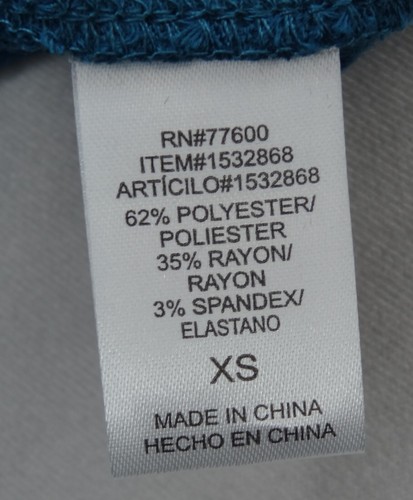 RN#77600
ITEM#1532868
ARTÍCILO#1532868
62% POLYESTER/
POLIESTER
35% RAYON/
RAYON
3% SPANDEX/
ELASTANO
XS
MADE IN CHINA
HECHO EN CHINA